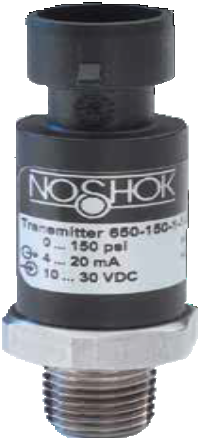 NOSHOK
Transmitter 650-150-1-
0 ... 150 psi
4 ... 20 mA
10 ... 30 VDC